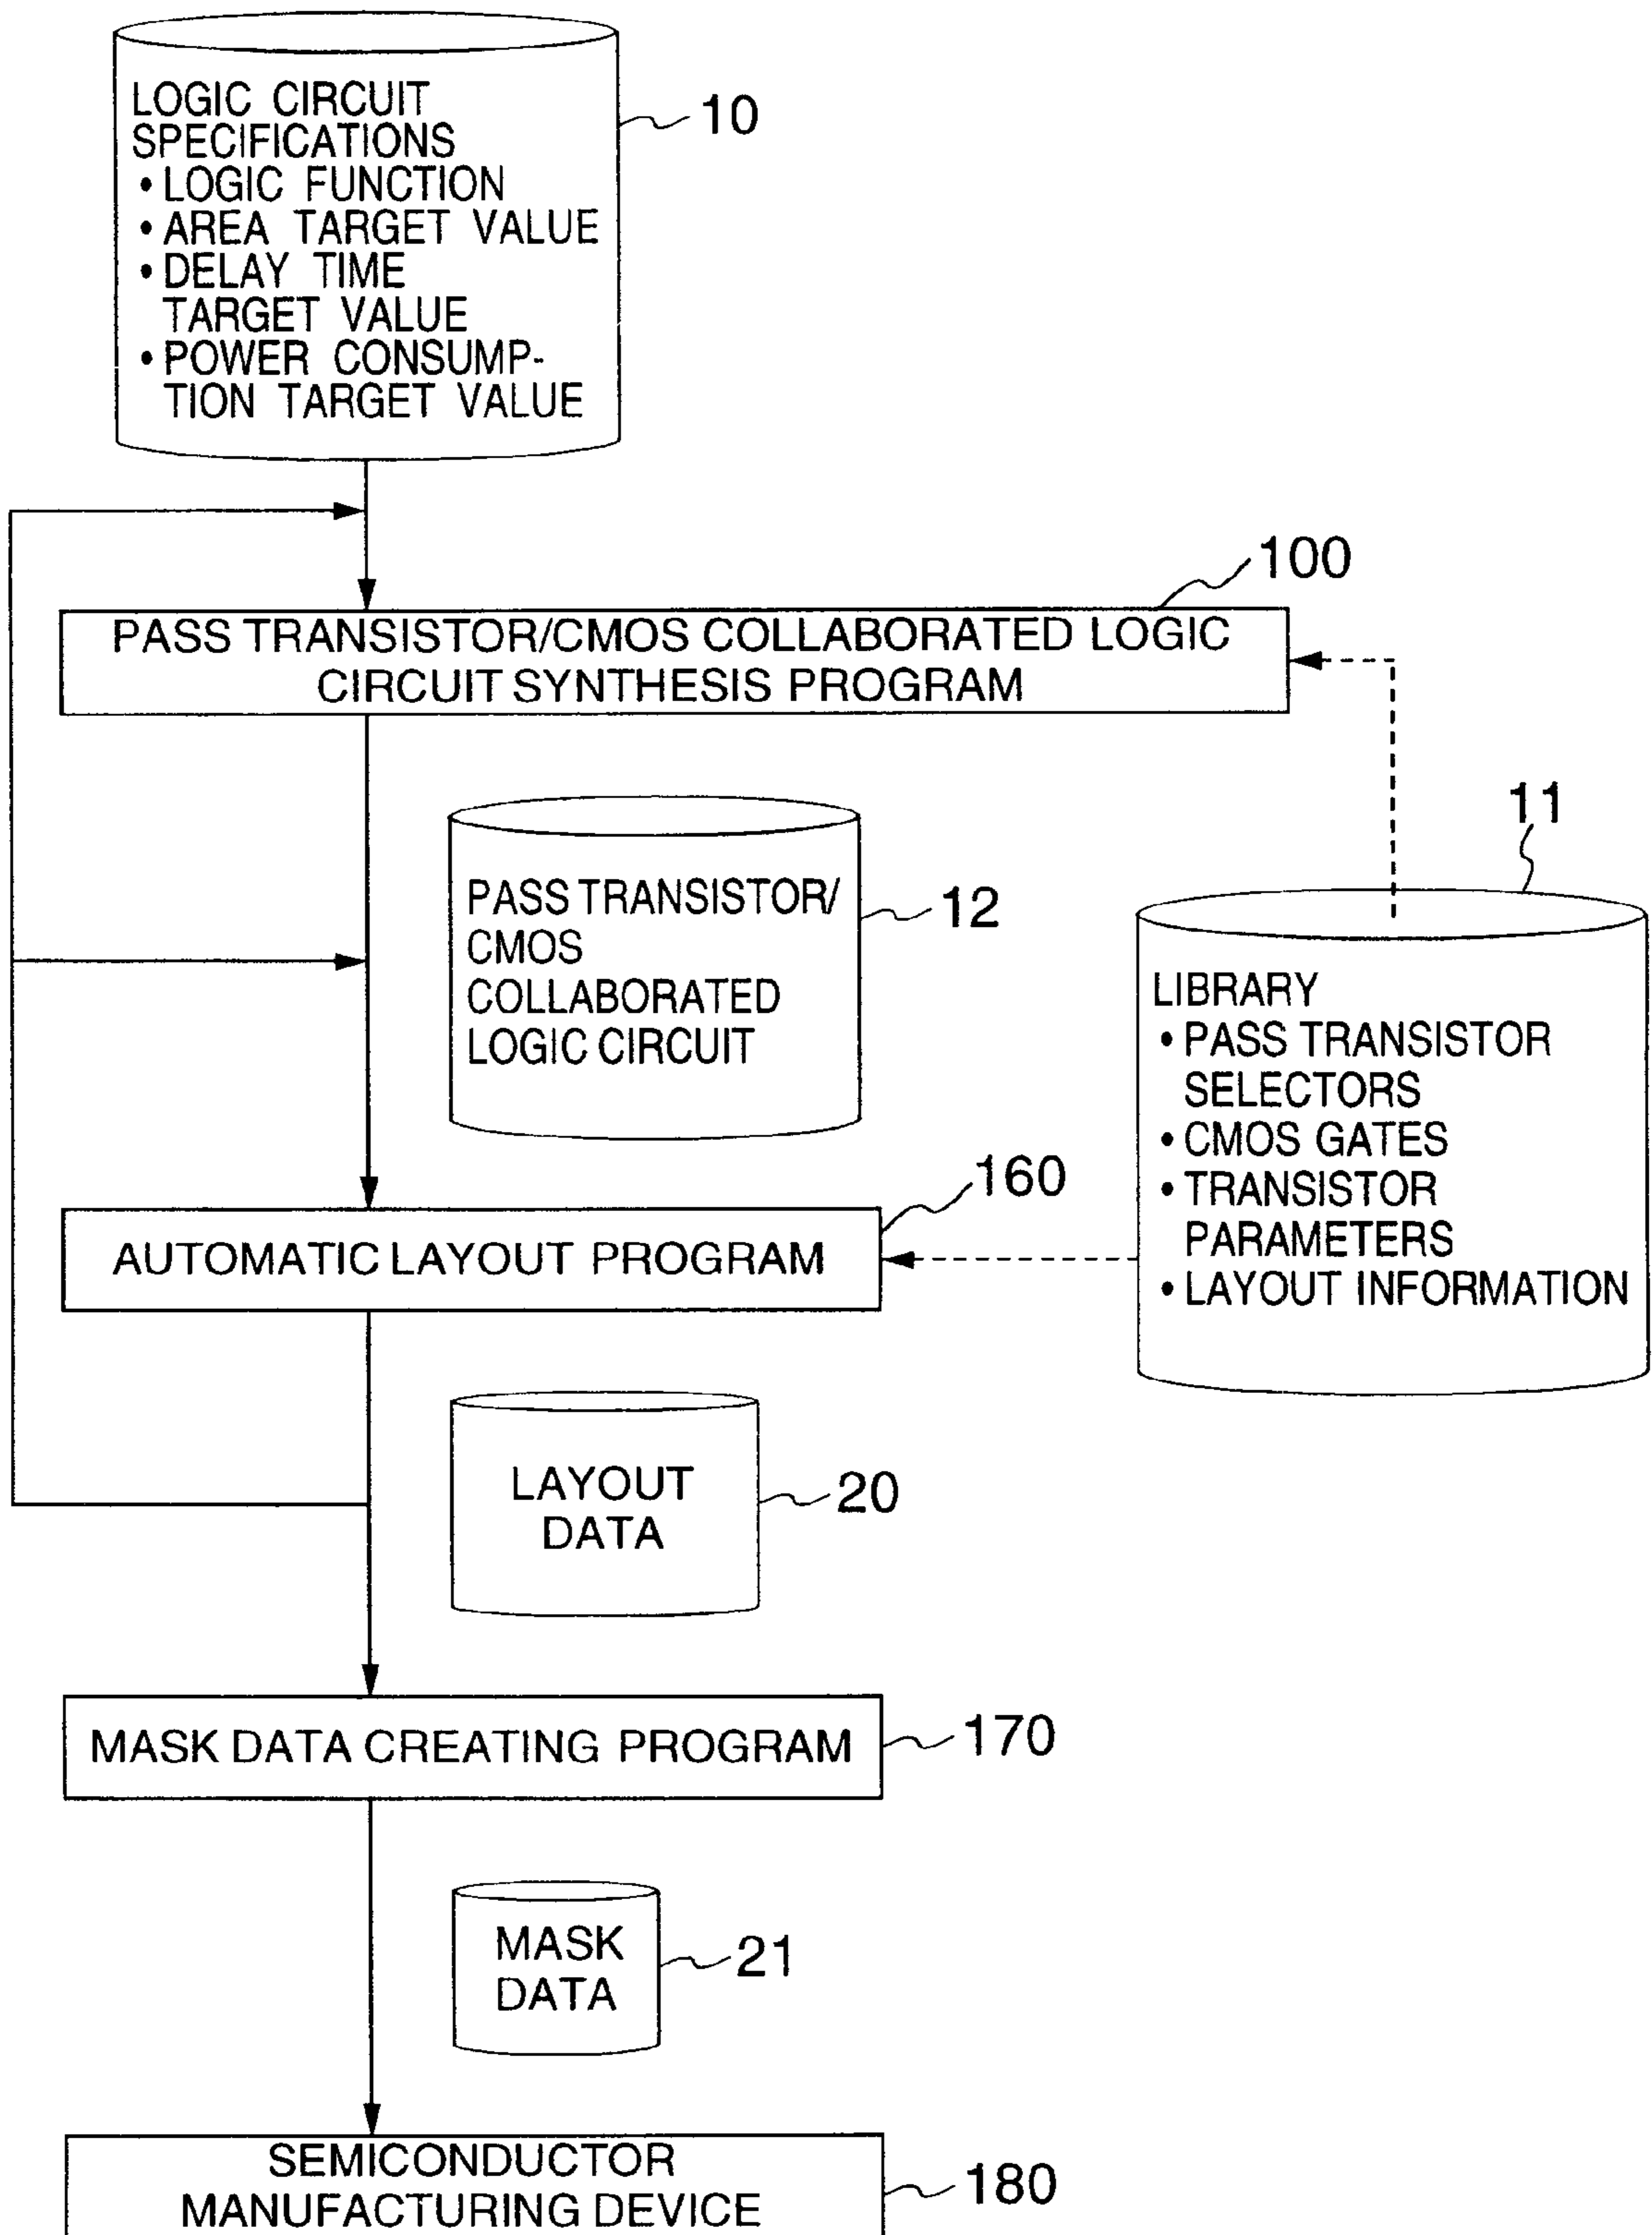 LOGIC CIRCUIT
SPECIFICATIONS
• LOGIC FUNCTION
• AREA TARGET VALUE
• DELAY TIME
TARGET VALUE
• POWER CONSUMP-
TION TARGET VALUE
10
100
PASS TRANSISTOR/CMOS COLLABORATED LOGIC
CIRCUIT SYNTHESIS PROGRAM
PASS TRANSISTOR/
CMOS
COLLABORATED
LOGIC CIRCUIT
12
11
LIBRARY
• PASS TRANSISTOR
SELECTORS
• CMOS GATES
• TRANSISTOR
PARAMETERS
• LAYOUT INFORMATION
160
AUTOMATIC LAYOUT PROGRAM
LAYOUT
DATA
20
MASK DATA CREATING PROGRAM
170
MASK
DATA
21
SEMICONDUCTOR
MANUFACTURING DEVICE
180